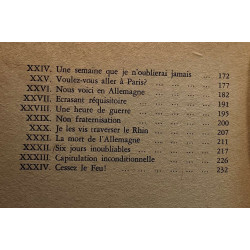 XXIV. Une semaine que je n'oublierai jamais 172
XXV. Voulez-vous aller à Paris? ... ... ... ... 177
XXVI. Nous voici en Allemagne ... ... ... ... 182
XXVII. Ecrasant réquisitoire ... ... ... ... 191
XXVIII. Une heure de guerre ... ... ... ... 195
XXIX. Non fraternisation ... ... ... ... 200
XXX. Je les vis traverser le Rhin ... ... ... 207
XXXI. La mort de l'Allemagne ... ... ... ... 211
XXXII. Six jours inoubliables ... ... ... ... 217
XXXIII. Capitulation inconditionnelle ... ... ... 226
XXXIV. Cessez le Feu! ... ... ... ... ... 232